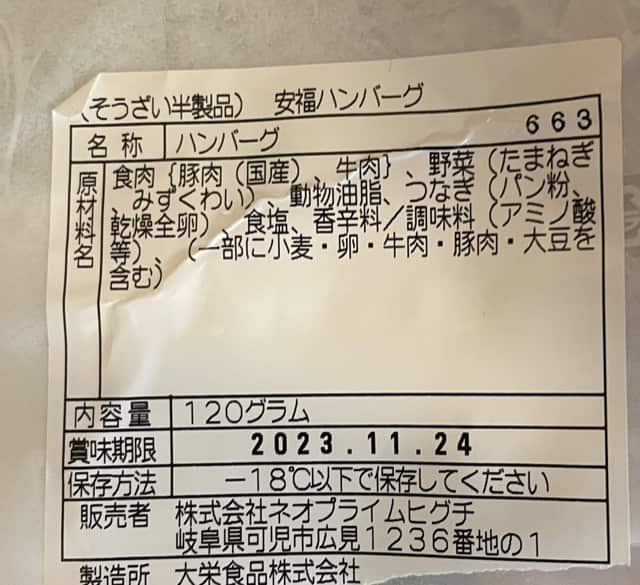 (そうざい半製品) 安福ハンバーグ
名称 ハンバーグ 663
原材料名 食肉{豚肉(国産)、牛肉}、野菜(たまねぎ
、みずくわい)、動物油脂、つなぎ(パン粉、
乾燥全卵)、食塩、香辛料/調味料(アミノ酸
等)、(一部に小麦・卵・牛肉・豚肉・大豆を
含む)
内容量 120グラム
賞味期限 2023.11.24
保存方法 -18℃以下で保存してください
販売者 株式会社ネオプライムヒグチ
岐阜県可児市広見1236番地の1
製造所 大栄食品株式会社